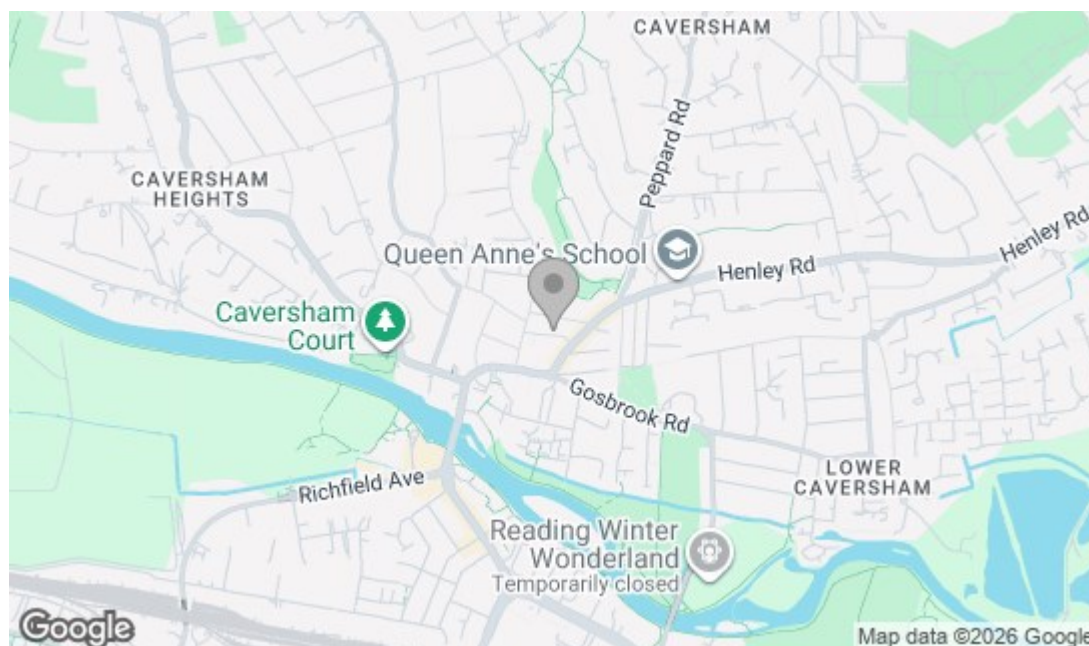 CAVERSHAM
Peppard Rd
CAVERSHAM
HEIGHTS
Queen Anne's School
Henley Rd
Henley Rd
Caversham
Court
Gosbrook Rd
LOWER
CAVERSHAM
Richfield Ave
Reading Winter
Wonderland
Temporarily closed
Google
Map data ©2026 Google